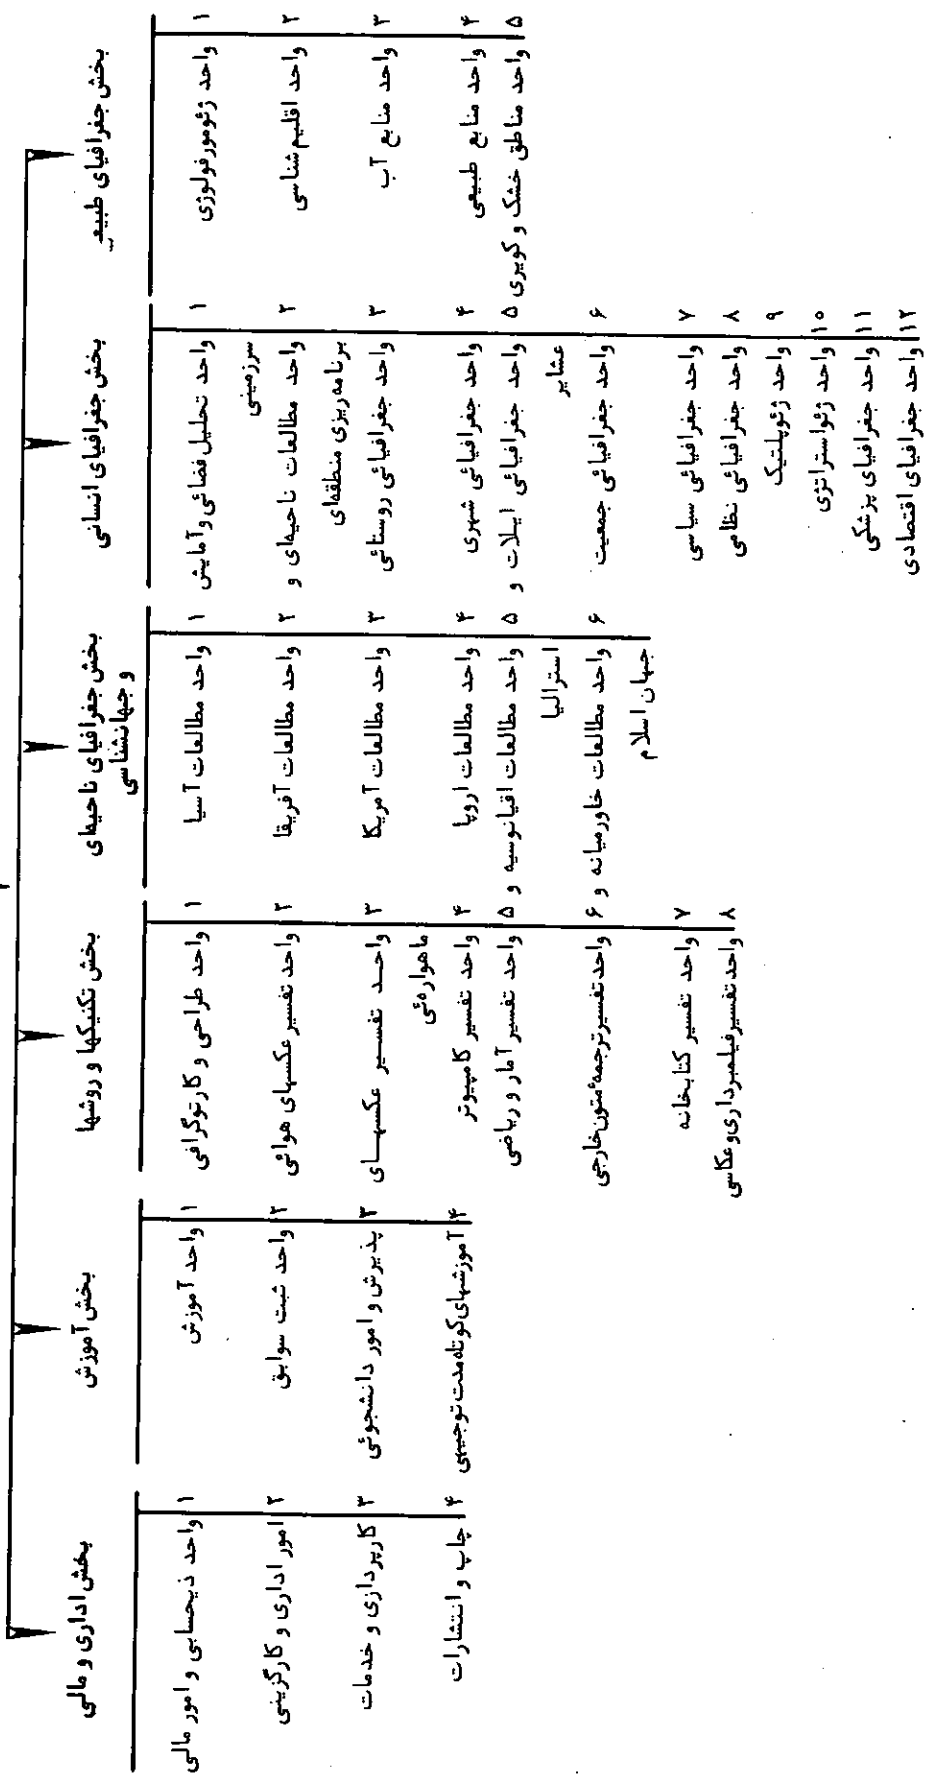 بخش جغرافیای طبیعی
۱ واحد ژئومورفولوژی
۲ واحد اقلیم‌شناسی
۳ واحد منابع آب
۴ واحد منابع طبیعی
۵ واحد مناطق خشک و کویری
بخش جغرافیای انسانی
۱ واحد تحلیل فضائی و آمایش
سرزمینی
۲ واحد مطالعات ناحیه‌ای و
برنامه‌ریزی منطقه‌ای
۳ واحد جغرافیائی روستائی
۴ واحد جغرافیائی شهری
۵ واحد جغرافیائی ایلات و
عشایر
۶ واحد جغرافیائی جمعیت
۷ واحد جغرافیائی سیاسی
۸ واحد جغرافیائی نظامی
۹ واحد ژئوپلتیک
۱۰ واحد ژئواستراتژی
۱۱ واحد جغرافیای پزشکی
۱۲ واحد جغرافیای اقتصادی
بخش جغرافیای ناحیه‌ای
و جهانشناسی
۱ واحد مطالعات آسیا
۲ واحد مطالعات آفریقا
۳ واحد مطالعات آمریکا
۴ واحد مطالعات اروپا
۵ واحد مطالعات اقیانوسیه و
استرالیا
۶ واحد مطالعات خاورمیانه و
جهان اسلام
بخش تکنیکها و روشها
۱ واحد طراحی و کارتوگرافی
۲ واحد تفسیر عکسهای هوائی
۳ واحد تفسیر عکسهای
ماهواره‌ئی
۴ واحد تفسیر کامپیوتر
۵ واحد تفسیر آمار و ریاضی
۶ واحد تفسیر ترجمهٔ متون خارجی
۷ واحد تفسیر کتابخانه
۸ واحد تفسیر فیلمبرداری و عکاسی
بخش آموزش
۱ واحد آموزش
۲ واحد ثبت سوابق
۳ پذیرش و امور دانشجوئی
۴ آموزشهای کوتاه مدت توجیهی
بخش اداری و مالی
۱ واحد ذیحسابی و امور مالی
۲ امور اداری و کارگزینی
۳ کارپردازی و خدمات
۴ چاپ و انتشارات